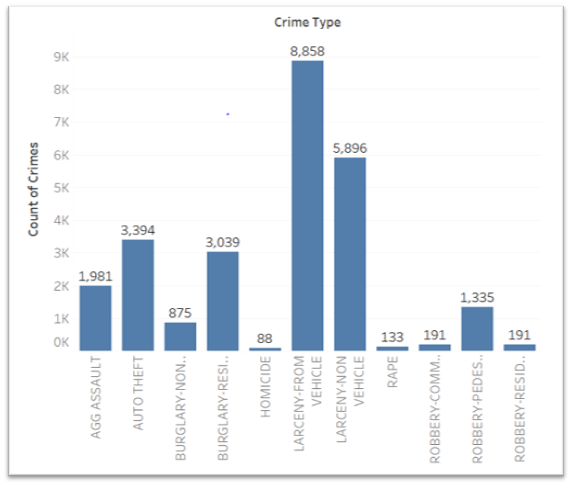 Crime Type
Count of Crimes
9K
8K
7K
6K
5K
4K
3K
2K
1K
0K
1,981
3,394
875
3,039
88
8,858
5,896
133
191
1,335
191
AGG ASSAULT
AUTO THEFT
BURGLARY-NON..
BURGLARY-RESI..
HOMICIDE
LARCENY-FROM
VEHICLE
LARCENY-NON
VEHICLE
RAPE
ROBBERY-COMM..
ROBBERY-PEDES..
ROBBERY-RESID..